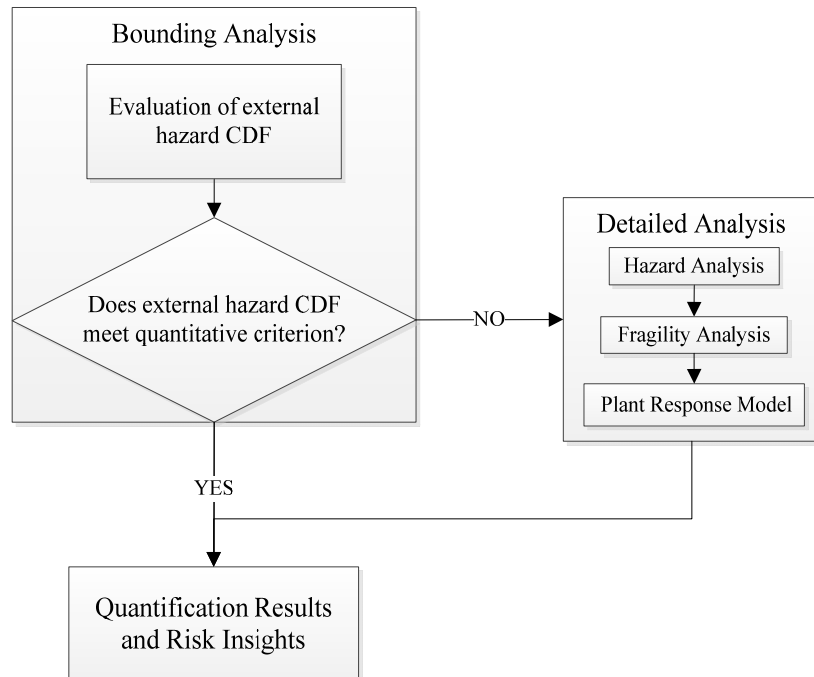 Bounding Analysis
Evaluation of external
hazard CDF
Does external hazard CDF
meet quantitative criterion?
NO
Detailed Analysis
Hazard Analysis
Fragility Analysis
Plant Response Model
YES
Quantification Results
and Risk Insights